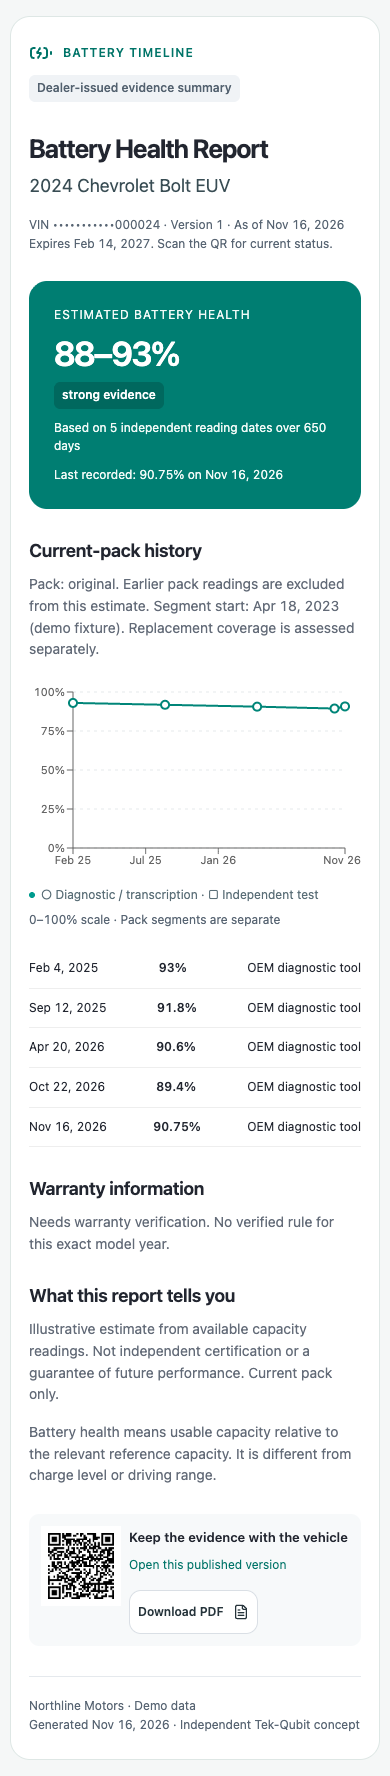 BATTERY TIMELINE
Dealer-issued evidence summary
Battery Health Report
2024 Chevrolet Bolt EUV
VIN •••••••••••000024 · Version 1 · As of Nov 16, 2026
Expires Feb 14, 2027. Scan the QR for current status.
ESTIMATED BATTERY HEALTH
88–93%
strong evidence
Based on 5 independent reading dates over 650
days
Last recorded: 90.75% on Nov 16, 2026
Current-pack history
Pack: original. Earlier pack readings are excluded
from this estimate. Segment start: Apr 18, 2023
(demo fixture). Replacement coverage is assessed
separately.
100%
75%
50%
25%
0%
Feb 25 Jul 25 Jan 26 Nov 26
Diagnostic / transcription · Independent test
0–100% scale · Pack segments are separate
Feb 4, 2025 93% OEM diagnostic tool
Sep 12, 2025 91.8% OEM diagnostic tool
Apr 20, 2026 90.6% OEM diagnostic tool
Oct 22, 2026 89.4% OEM diagnostic tool
Nov 16, 2026 90.75% OEM diagnostic tool
Warranty information
Needs warranty verification. No verified rule for
this exact model year.
What this report tells you
Illustrative estimate from available capacity
readings. Not independent certification or a
guarantee of future performance. Current pack
only.
Battery health means usable capacity relative to
the relevant reference capacity. It is different from
charge level or driving range.
Keep the evidence with the vehicle
Open this published version
Download PDF
Northline Motors · Demo data
Generated Nov 16, 2026 · Independent Tek-Qubit concept